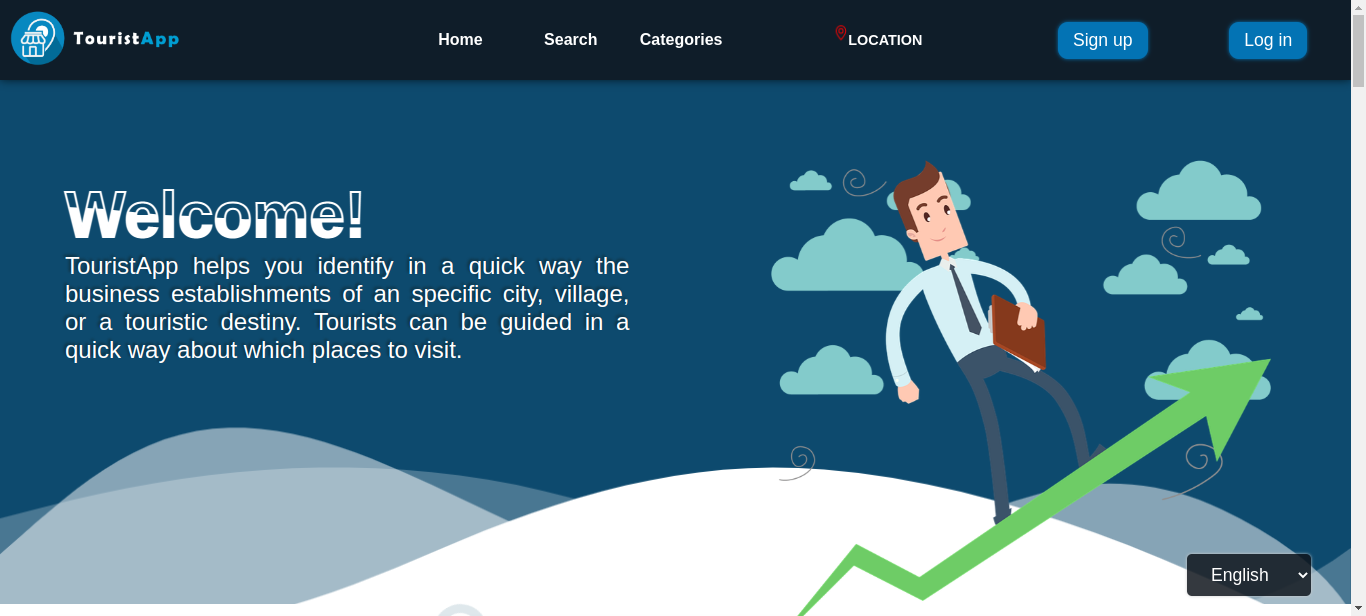 TouristApp
Home Search Categories LOCATION Sign up Log in
Welcome!
TouristApp helps you identify in a quick way the
business establishments of an specific city, village,
or a touristic destiny. Tourists can be guided in a
quick way about which places to visit.
English